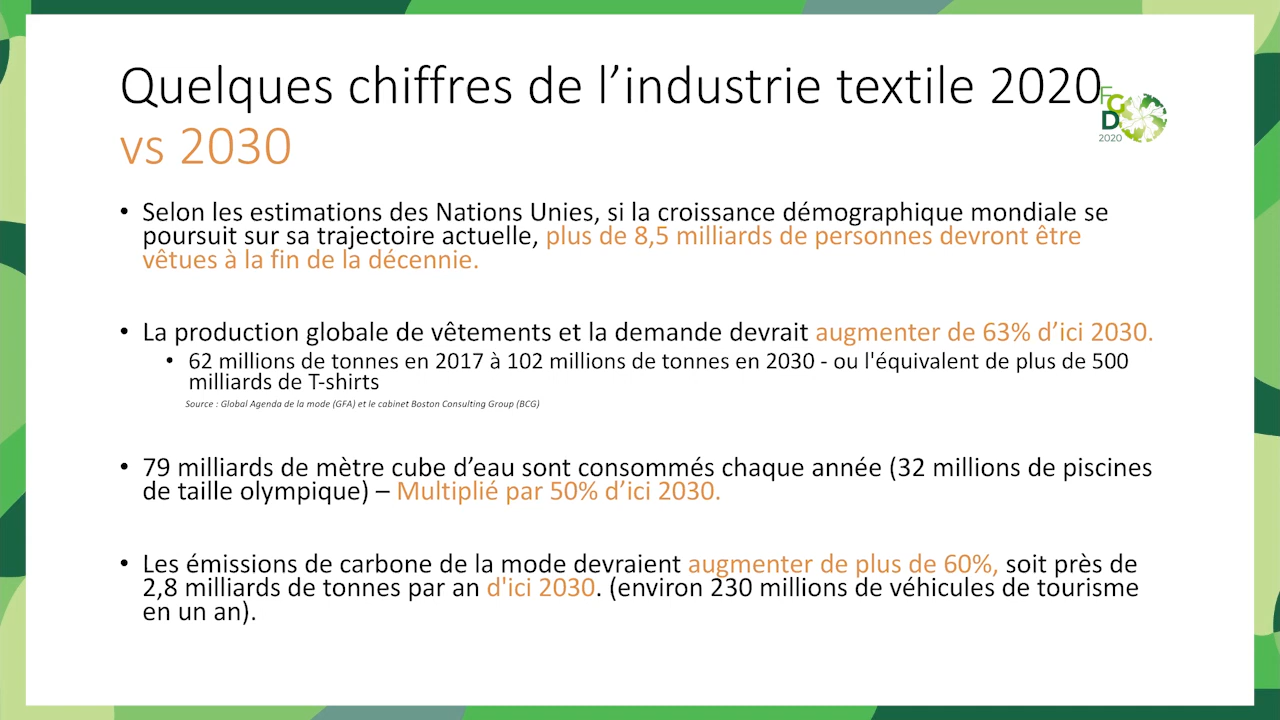 Quelques chiffres de l’industrie textile 2020
vs 2030
FG
D
2020
• Selon les estimations des Nations Unies, si la croissance démographique mondiale se
poursuit sur sa trajectoire actuelle, plus de 8,5 milliards de personnes devront être
vêtues à la fin de la décennie.
• La production globale de vêtements et la demande devrait augmenter de 63% d’ici 2030.
• 62 millions de tonnes en 2017 à 102 millions de tonnes en 2030 - ou l'équivalent de plus de 500
milliards de T-shirts
Source : Global Agenda de la mode (GFA) et le cabinet Boston Consulting Group (BCG)
• 79 milliards de mètre cube d’eau sont consommés chaque année (32 millions de piscines
de taille olympique) – Multiplié par 50% d’ici 2030.
• Les émissions de carbone de la mode devraient augmenter de plus de 60%, soit près de
2,8 milliards de tonnes par an d'ici 2030. (environ 230 millions de véhicules de tourisme
en un an).